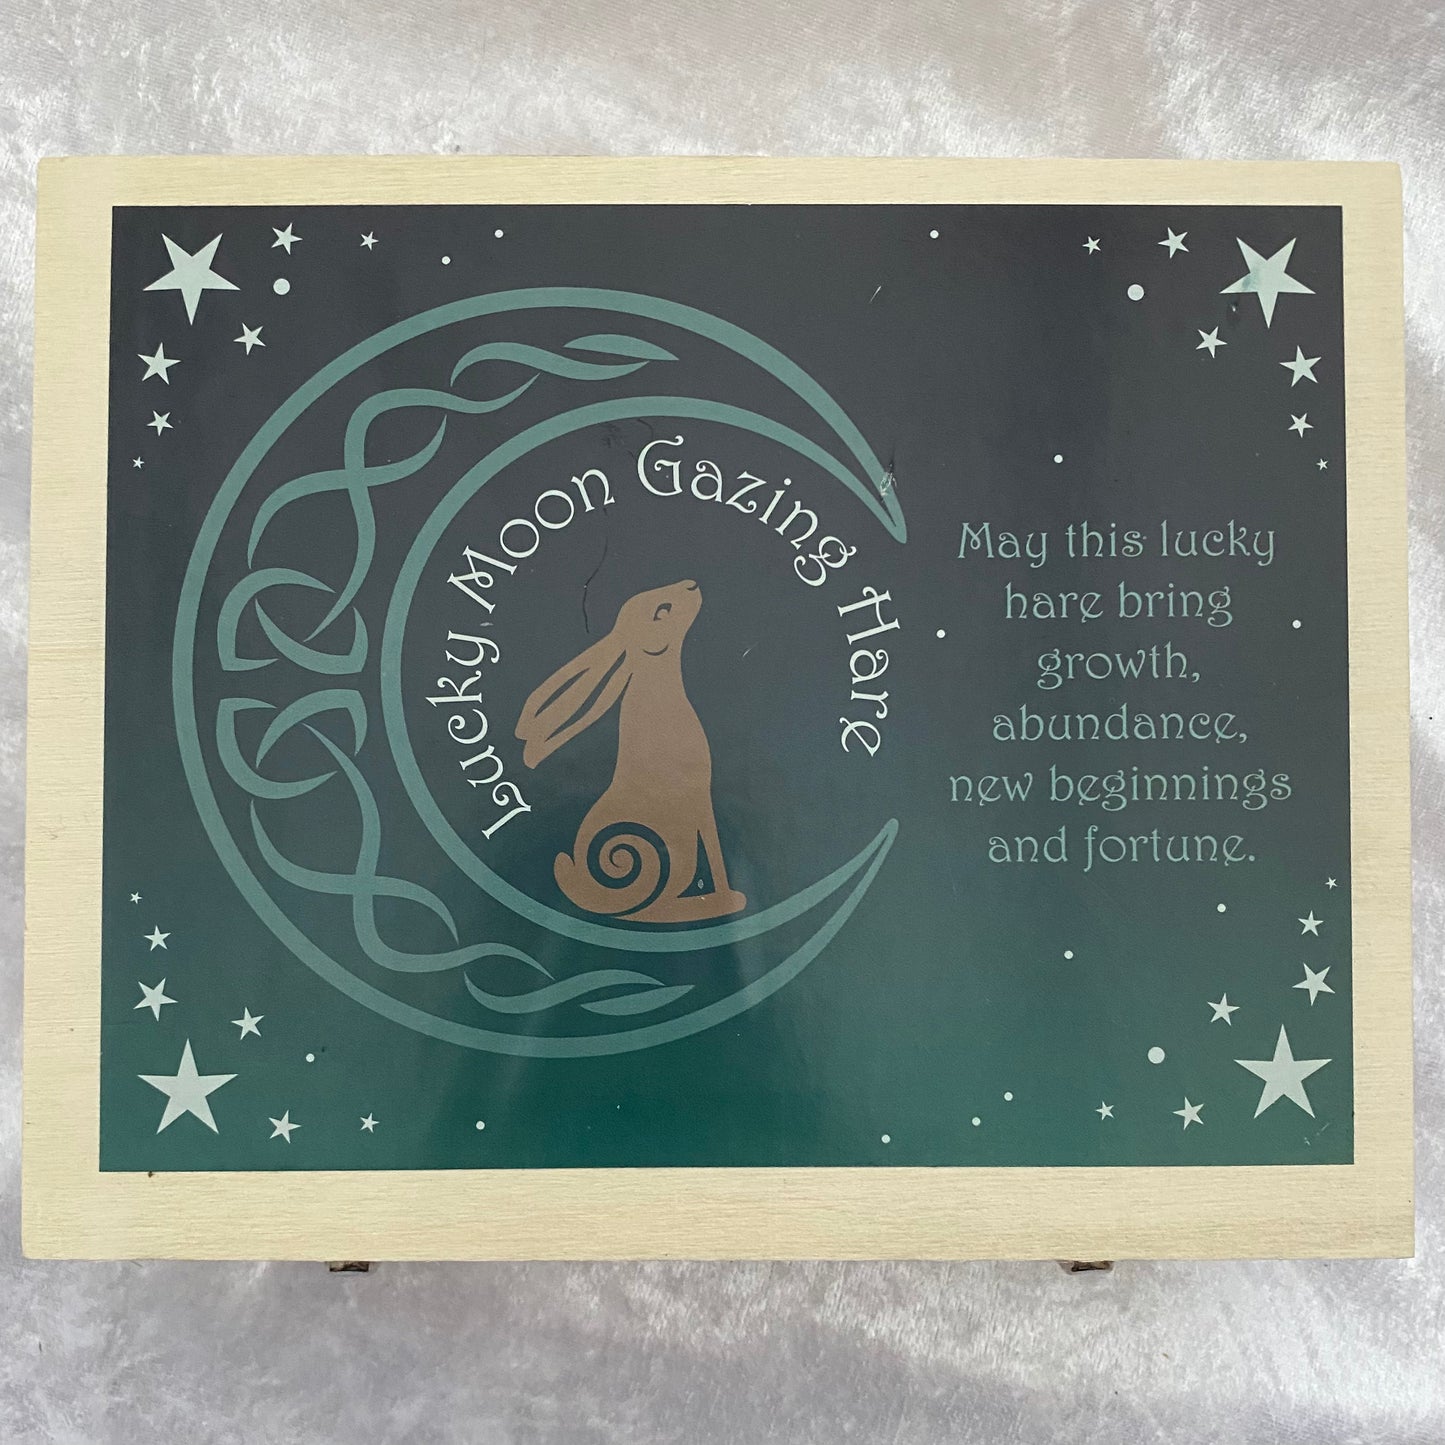 Lucky Moon Gazing Hare
May this lucky
hare bring
growth,
abundance,
new beginnings
and fortune.